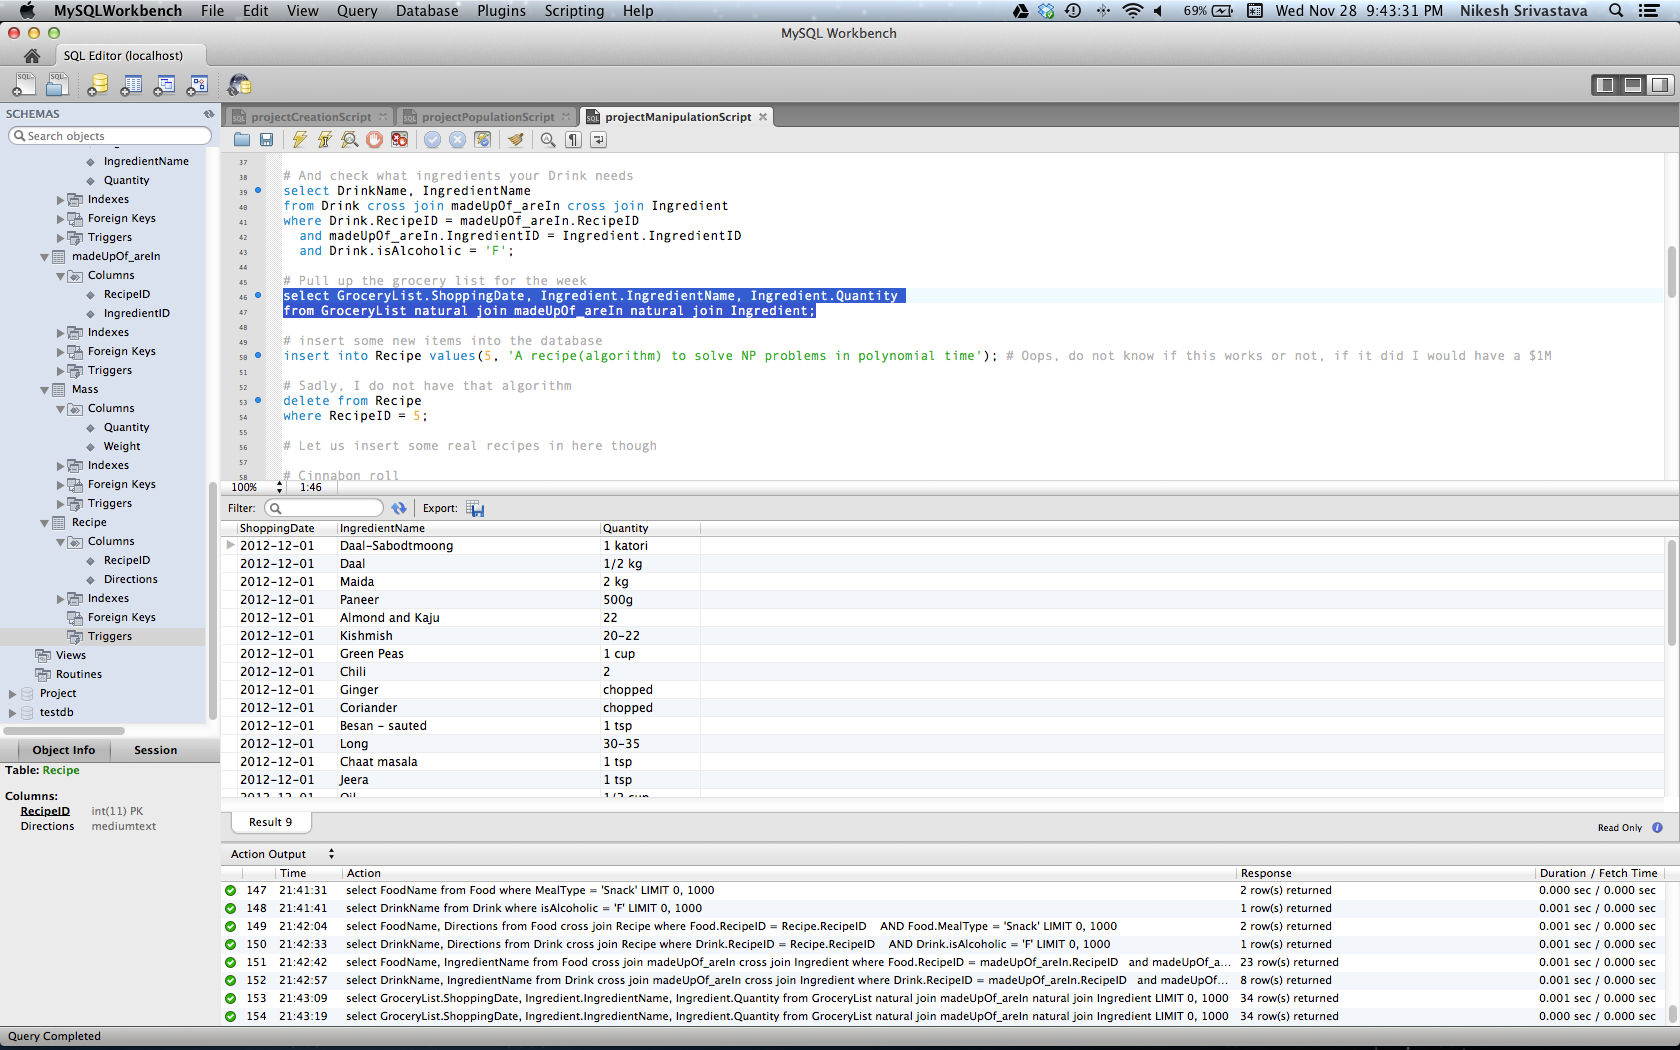 MySQLWorkbench File Edit View Query Database Plugins Scripting Help 69% Wed Nov 28 9:43:31 PM Nikesh Srivastava
MySQL Workbench
SQL Editor (localhost)
SCHEMAS
Search objects
IngredientName
Quantity
Indexes
Foreign Keys
Triggers
madeUpOf_areIn
Columns
RecipeID
IngredientID
Indexes
Foreign Keys
Triggers
Mass
Columns
Quantity
Weight
Indexes
Foreign Keys
Triggers
Recipe
Columns
RecipeID
Directions
Indexes
Foreign Keys
Triggers
Views
Routines
Project
testdb
Object Info Session
Table: Recipe
Columns:
RecipeID int(11) PK
Directions mediumtext
projectCreationScript projectPopulationScript projectManipulationScript
37
38 # And check what ingredients your Drink needs
39 select DrinkName, IngredientName
40 from Drink cross join madeUpOf_areIn cross join Ingredient
41 where Drink.RecipeID = madeUpOf_areIn.RecipeID
42 and madeUpOf_areIn.IngredientID = Ingredient.IngredientID
43 and Drink.isAlcoholic = 'F';
44
45 # Pull up the grocery list for the week
46 select GroceryList.ShoppingDate, Ingredient.IngredientName, Ingredient.Quantity
47 from GroceryList natural join madeUpOf_areIn natural join Ingredient;
48
49 # insert some new items into the database
50 insert into Recipe values(5, 'A recipe(algorithm) to solve NP problems in polynomial time'); # Oops, do not know if this works or not, if it did I would have a $1M
51
52 # Sadly, I do not have that algorithm
53 delete from Recipe
54 where RecipeID = 5;
55
56 # Let us insert some real recipes in here though
57
58 # Cinnabon roll
100% 1:46
Filter: Export:
ShoppingDate IngredientName Quantity
2012-12-01 Daal-Sabodtmoong 1 katori
2012-12-01 Daal 1/2 kg
2012-12-01 Maida 2 kg
2012-12-01 Paneer 500g
2012-12-01 Almond and Kaju 22
2012-12-01 Kishmish 20-22
2012-12-01 Green Peas 1 cup
2012-12-01 Chili 2
2012-12-01 Ginger chopped
2012-12-01 Coriander chopped
2012-12-01 Besan - sauted 1 tsp
2012-12-01 Long 30-35
2012-12-01 Chaat masala 1 tsp
2012-12-01 Jeera 1 tsp
2012-12-01 Oil 1/2 cup
Result 9
Read Only
Action Output
Time Action Response Duration / Fetch Time
147 21:41:31 select FoodName from Food where MealType = 'Snack' LIMIT 0, 1000 2 row(s) returned 0.000 sec / 0.000 sec
148 21:41:41 select DrinkName from Drink where isAlcoholic = 'F' LIMIT 0, 1000 1 row(s) returned 0.001 sec / 0.000 sec
149 21:42:04 select FoodName, Directions from Food cross join Recipe where Food.RecipeID = Recipe.RecipeID AND Food.MealType = 'Snack' LIMIT 0, 1000 2 row(s) returned 0.001 sec / 0.000 sec
150 21:42:33 select DrinkName, Directions from Drink cross join Recipe where Drink.RecipeID = Recipe.RecipeID AND Drink.isAlcoholic = 'F' LIMIT 0, 1000 1 row(s) returned 0.001 sec / 0.000 sec
151 21:42:42 select FoodName, IngredientName from Food cross join madeUpOf_areIn cross join Ingredient where Food.RecipeID = madeUpOf_areIn.RecipeID and madeUpOf_a... 23 row(s) returned 0.001 sec / 0.000 sec
152 21:42:57 select DrinkName, IngredientName from Drink cross join madeUpOf_areIn cross join Ingredient where Drink.RecipeID = madeUpOf_areIn.RecipeID and madeUpOf... 8 row(s) returned 0.001 sec / 0.000 sec
153 21:43:09 select GroceryList.ShoppingDate, Ingredient.IngredientName, Ingredient.Quantity from GroceryList natural join madeUpOf_areIn natural join Ingredient LIMIT 0, 1000 34 row(s) returned 0.001 sec / 0.000 sec
154 21:43:19 select GroceryList.ShoppingDate, Ingredient.IngredientName, Ingredient.Quantity from GroceryList natural join madeUpOf_areIn natural join Ingredient LIMIT 0, 1000 34 row(s) returned 0.000 sec / 0.000 sec
Query Completed